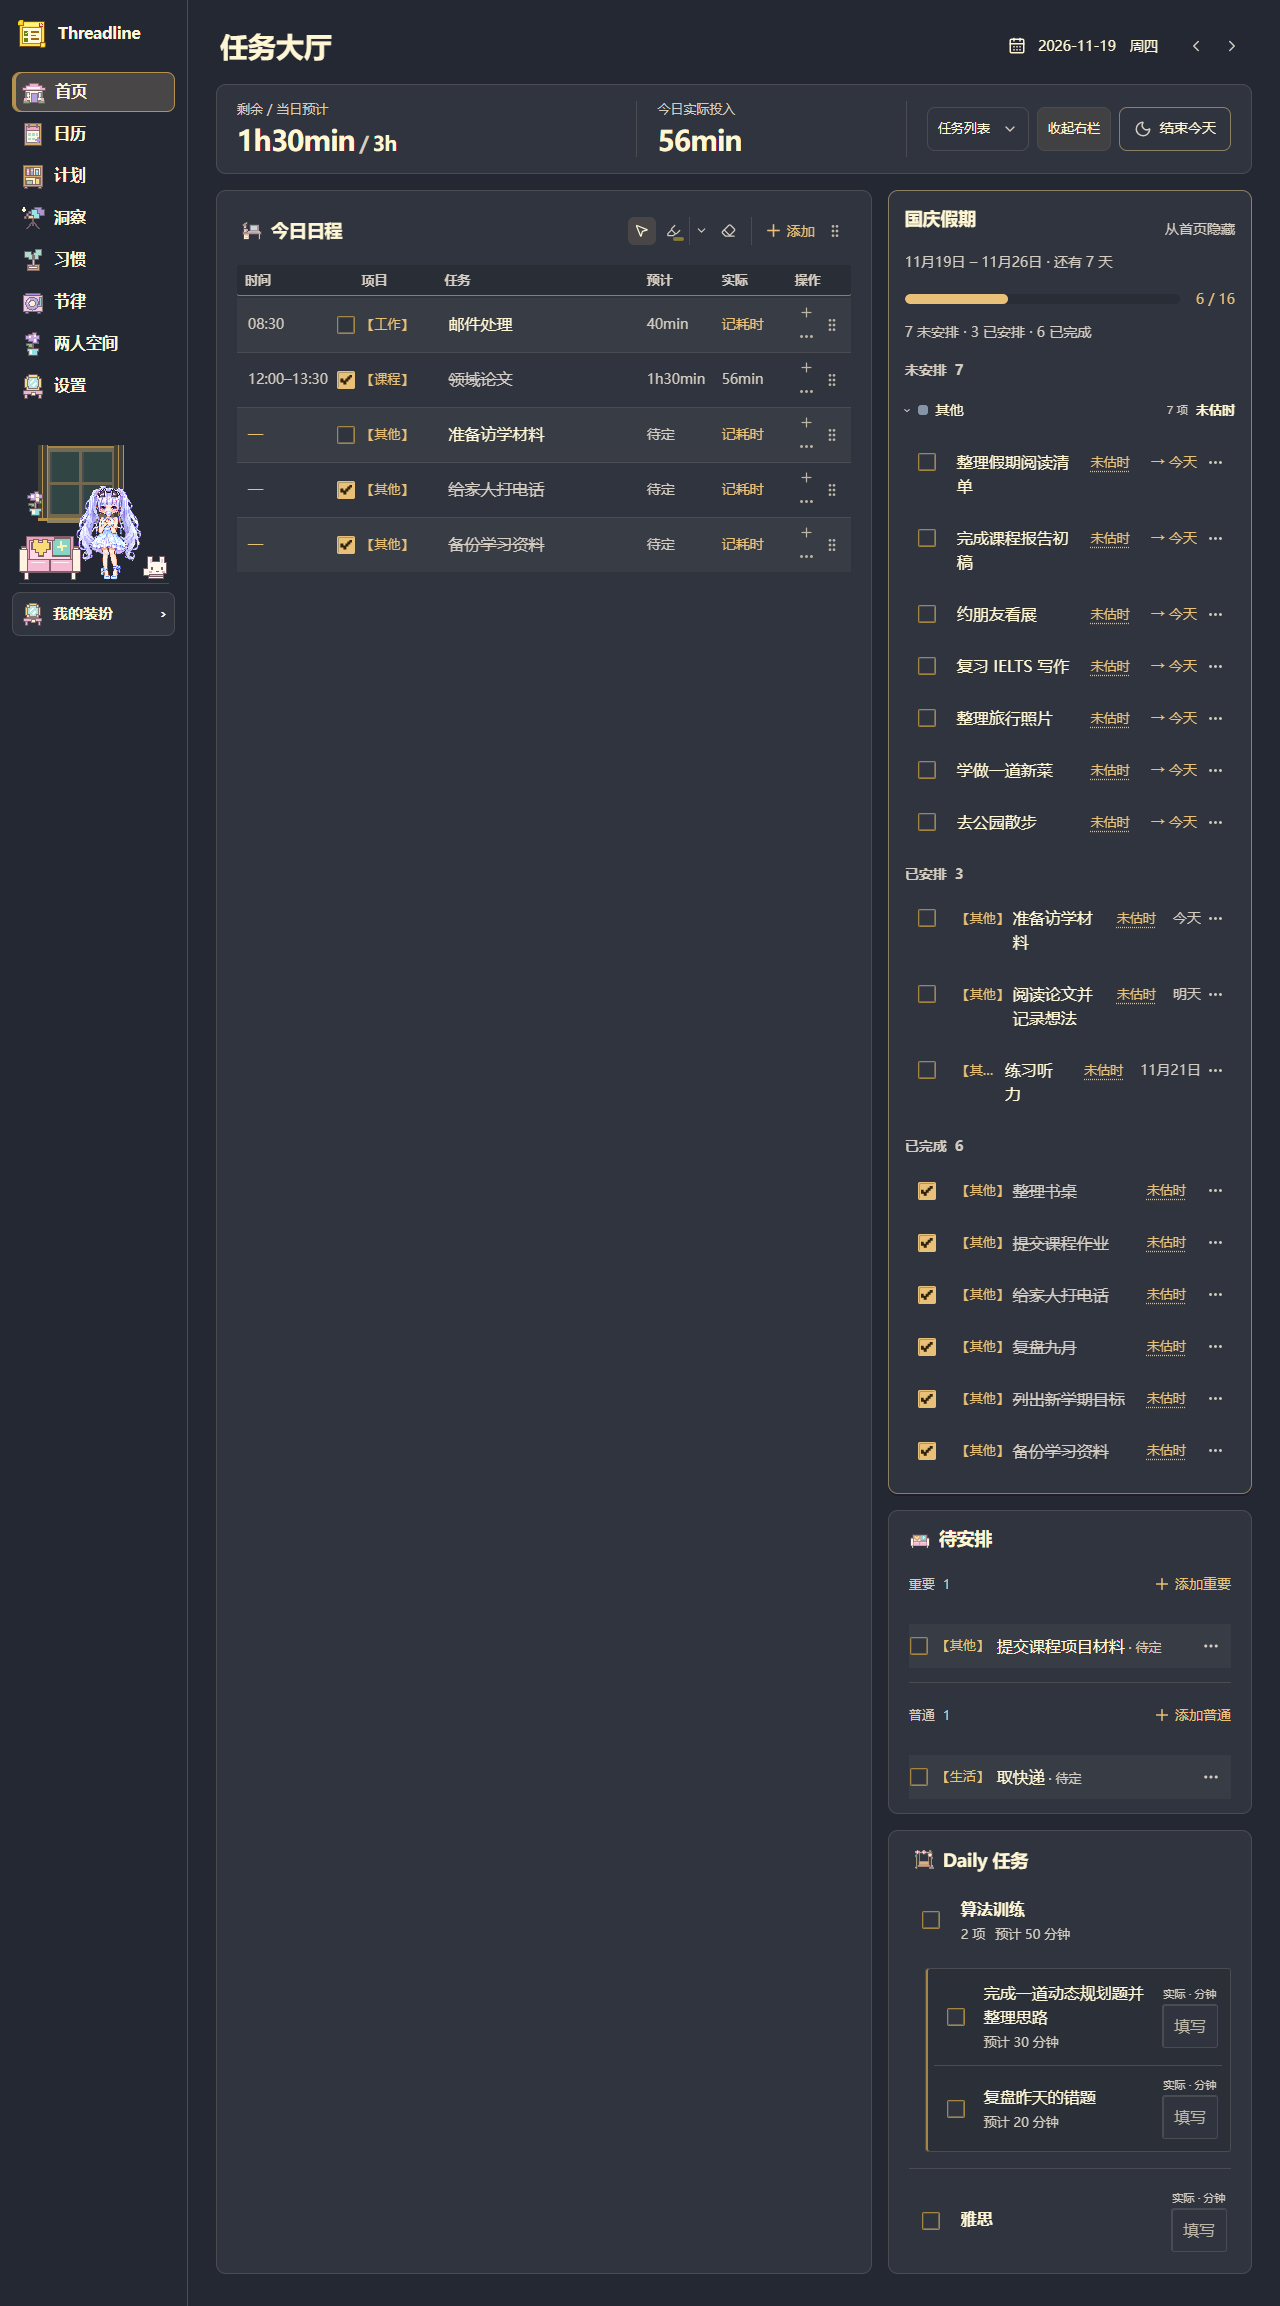 Threadline
首页
日历
计划
洞察
习惯
节律
两人空间
设置
我的装扮 ›
任务大厅
2026-11-19 周四
剩余 / 当日预计
1h30min / 3h
今日实际投入
56min
任务列表
收起右栏
结束今天
今日日程
+ 添加
时间 项目 任务 预计 实际 操作
08:30 【工作】 邮件处理 40min 记耗时
12:00–13:30 【课程】 领域论文 1h30min 56min
— 【其他】 准备访学材料 待定 记耗时
— 【其他】 给家人打电话 待定 记耗时
— 【其他】 备份学习资料 待定 记耗时
国庆假期
从首页隐藏
11月19日 – 11月26日 · 还有 7 天
6 / 16
7 未安排 · 3 已安排 · 6 已完成
未安排 7
其他 7 项 未估时
整理假期阅读清单 未估时 → 今天 ···
完成课程报告初稿 未估时 → 今天 ···
约朋友看展 未估时 → 今天 ···
复习 IELTS 写作 未估时 → 今天 ···
整理旅行照片 未估时 → 今天 ···
学做一道新菜 未估时 → 今天 ···
去公园散步 未估时 → 今天 ···
已安排 3
【其他】 准备访学材料 未估时 今天 ···
【其他】 阅读论文并记录想法 未估时 明天 ···
【其... 练习听力 未估时 11月21日 ···
已完成 6
【其他】 整理书桌 未估时 ···
【其他】 提交课程作业 未估时 ···
【其他】 给家人打电话 未估时 ···
【其他】 复盘九月 未估时 ···
【其他】 列出新学期目标 未估时 ···
【其他】 备份学习资料 未估时 ···
待安排
重要 1 + 添加重要
【其他】 提交课程项目材料 · 待定 ···
普通 1 + 添加普通
【生活】 取快递 · 待定 ···
Daily 任务
算法训练
2 项 预计 50 分钟
完成一道动态规划题并整理思路
预计 30 分钟
实际 · 分钟
填写
复盘昨天的错题
预计 20 分钟
实际 · 分钟
填写
雅思
实际 · 分钟
填写